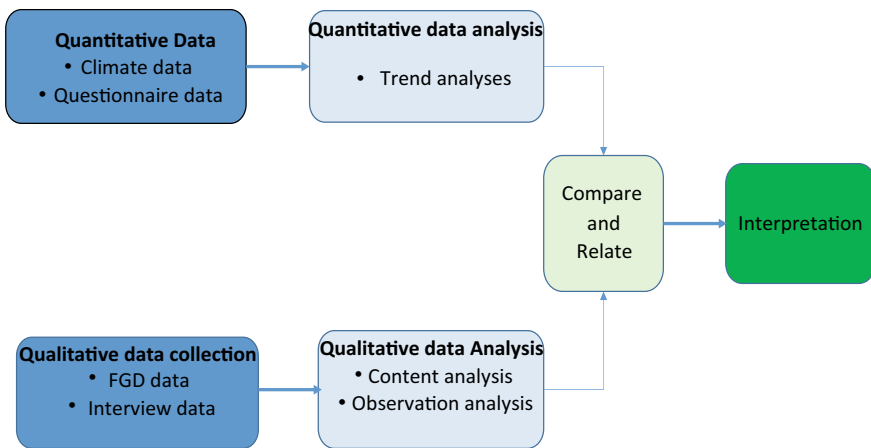 Quantitative Data
• Climate data
• Questionnaire data
Quantitative data analysis
• Trend analyses
Compare
and
Relate
Interpretation
Qualitative data collection
• FGD data
• Interview data
Qualitative data Analysis
• Content analysis
• Observation analysis